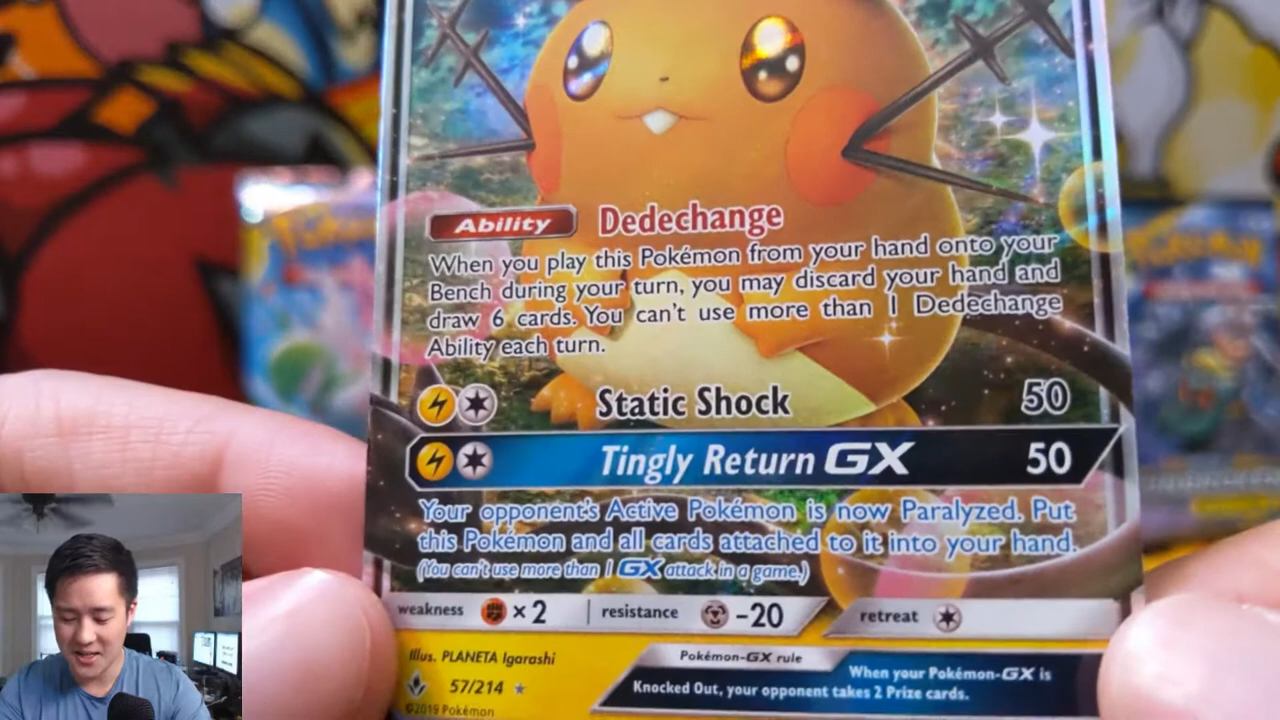 Ability Dedechange
When you play this Pokémon from your hand onto your
Bench during your turn, you may discard your hand and
draw 6 cards. You can't use more than 1 Dedechange
Ability each turn.
Static Shock 50
Tingly Return GX 50
Your opponent's Active Pokémon is now Paralyzed. Put
this Pokémon and all cards attached to it into your hand.
(You can't use more than 1 GX attack in a game.)
weakness ×2 resistance -20 retreat
Illus. PLANETA Igarashi
Pokémon-GX rule
57/214
When your Pokémon-GX is
Knocked Out, your opponent takes 2 Prize cards.
©2019 Pokémon